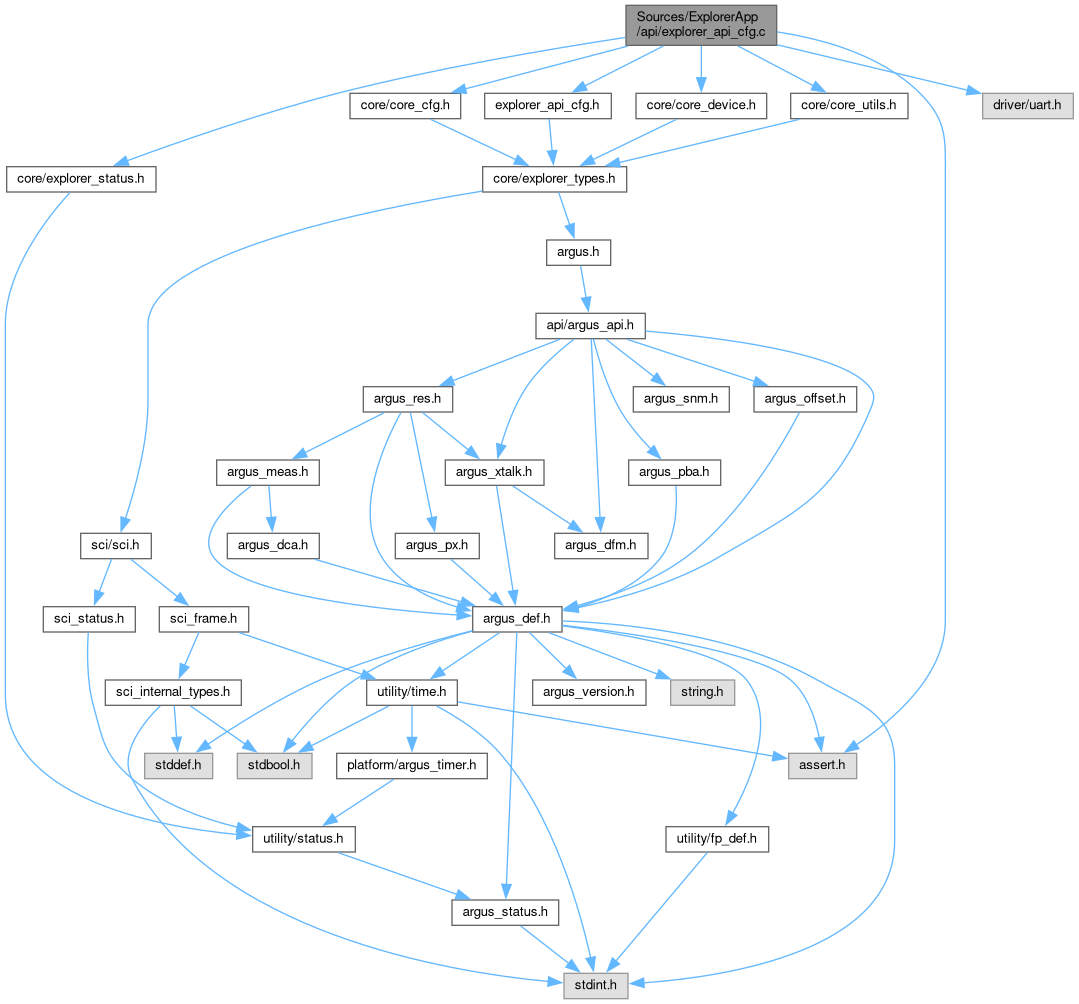 Sources/ExplorerApp
/api/explorer_api_cfg.c
core/core_cfg.h
explorer_api_cfg.h
core/core_device.h
core/core_utils.h
driver/uart.h
core/explorer_status.h
core/explorer_types.h
argus.h
api/argus_api.h
argus_res.h
argus_snm.h
argus_offset.h
argus_meas.h
argus_xtalk.h
argus_pba.h
sci/sci.h
argus_dca.h
argus_px.h
argus_dfm.h
sci_status.h
sci_frame.h
argus_def.h
sci_internal_types.h
utility/time.h
argus_version.h
string.h
stddef.h
stdbool.h
platform/argus_timer.h
assert.h
utility/status.h
utility/fp_def.h
argus_status.h
stdint.h